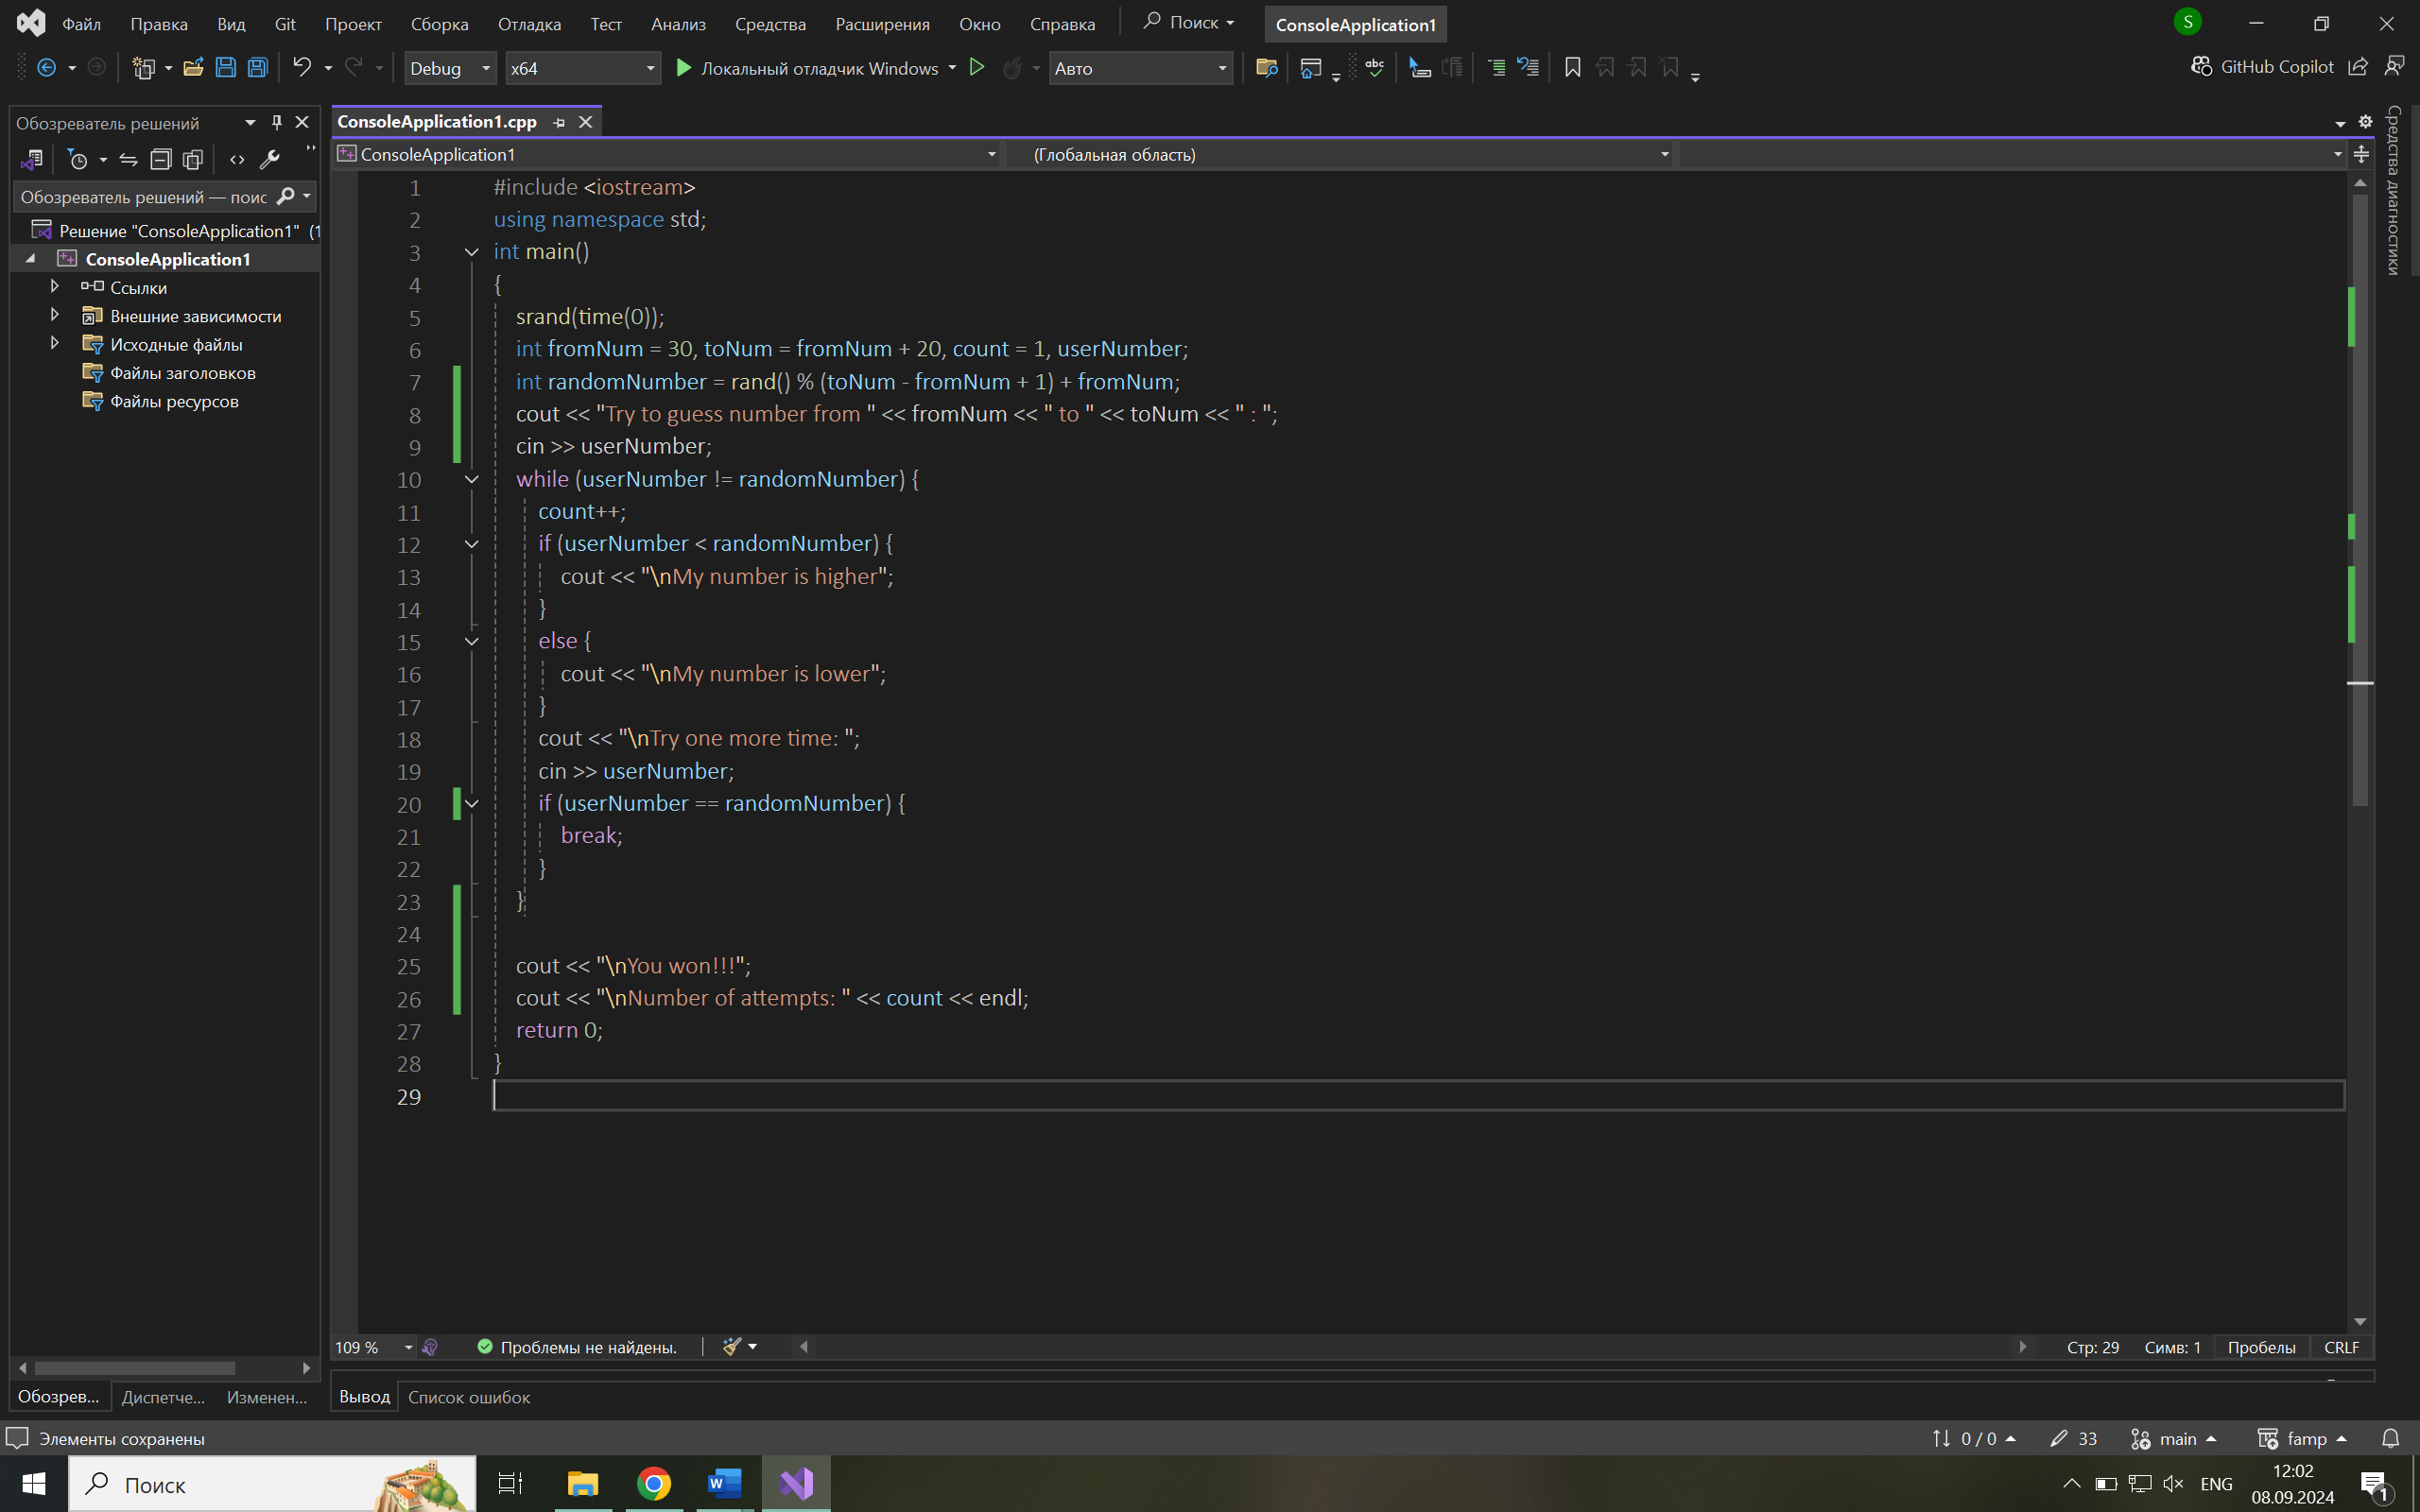 Файл Правка Вид Git Проект Сборка Отладка Тест Анализ Средства Расширения Окно Справка Поиск ConsoleApplication1 S
Debug x64 Локальный отладчик Windows Авто abc GitHub Copilot
Обозреватель решений
Обозреватель решений — поис
Решение "ConsoleApplication1" (1
ConsoleApplication1
Ссылки
Внешние зависимости
Исходные файлы
Файлы заголовков
Файлы ресурсов
ConsoleApplication1.cpp
ConsoleApplication1 (Глобальная область)
1 #include <iostream>
2 using namespace std;
3 int main()
4 {
5 srand(time(0));
6 int fromNum = 30, toNum = fromNum + 20, count = 1, userNumber;
7 int randomNumber = rand() % (toNum - fromNum + 1) + fromNum;
8 cout << "Try to guess number from " << fromNum << " to " << toNum << " : ";
9 cin >> userNumber;
10 while (userNumber != randomNumber) {
11 count++;
12 if (userNumber < randomNumber) {
13 cout << "\nMy number is higher";
14 }
15 else {
16 cout << "\nMy number is lower";
17 }
18 cout << "\nTry one more time: ";
19 cin >> userNumber;
20 if (userNumber == randomNumber) {
21 break;
22 }
23 }
24
25 cout << "\nYou won!!!";
26 cout << "\nNumber of attempts: " << count << endl;
27 return 0;
28 }
29
Средства диагностики
109 % Проблемы не найдены. Стр: 29 Симв: 1 Пробелы CRLF
Обозрев... Диспетче... Изменен... Вывод Список ошибок
Элементы сохранены 0 / 0 33 main famp
Поиск ENG 12:02
08.09.2024 1